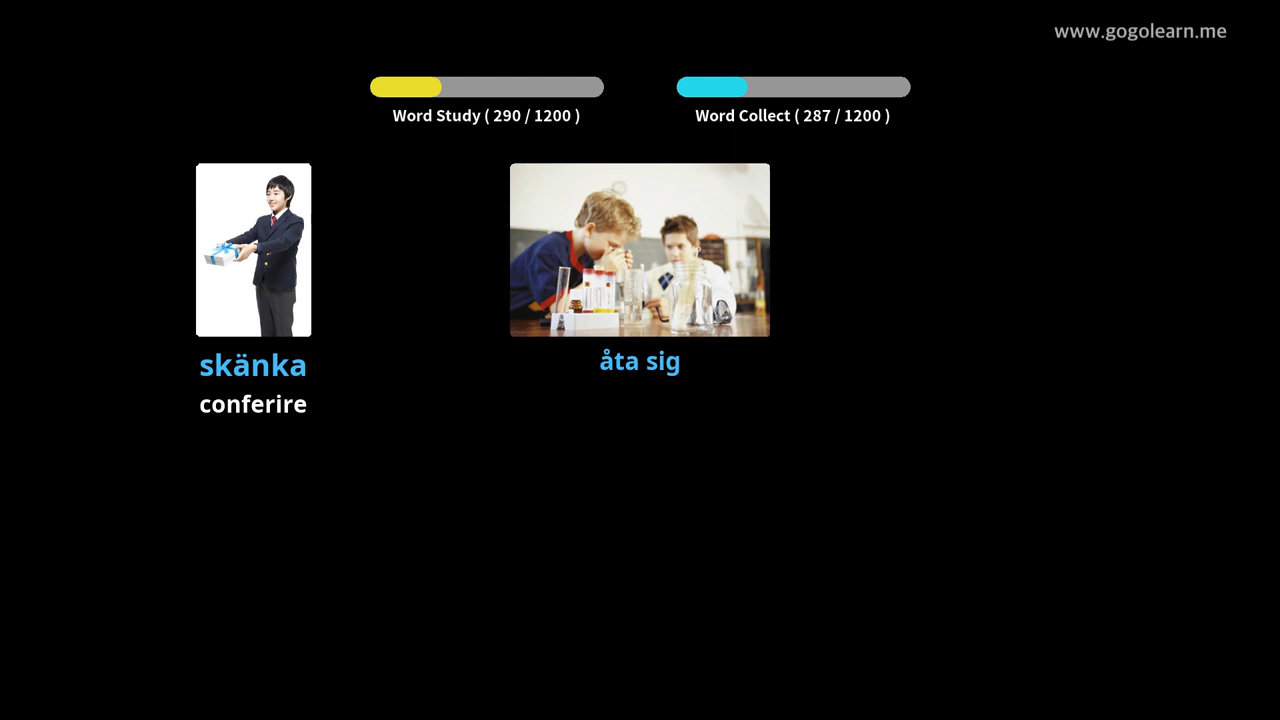 www.gogolearn.me
Word Study ( 290 / 1200 )
Word Collect ( 287 / 1200 )
skänka
conferire
åta sig